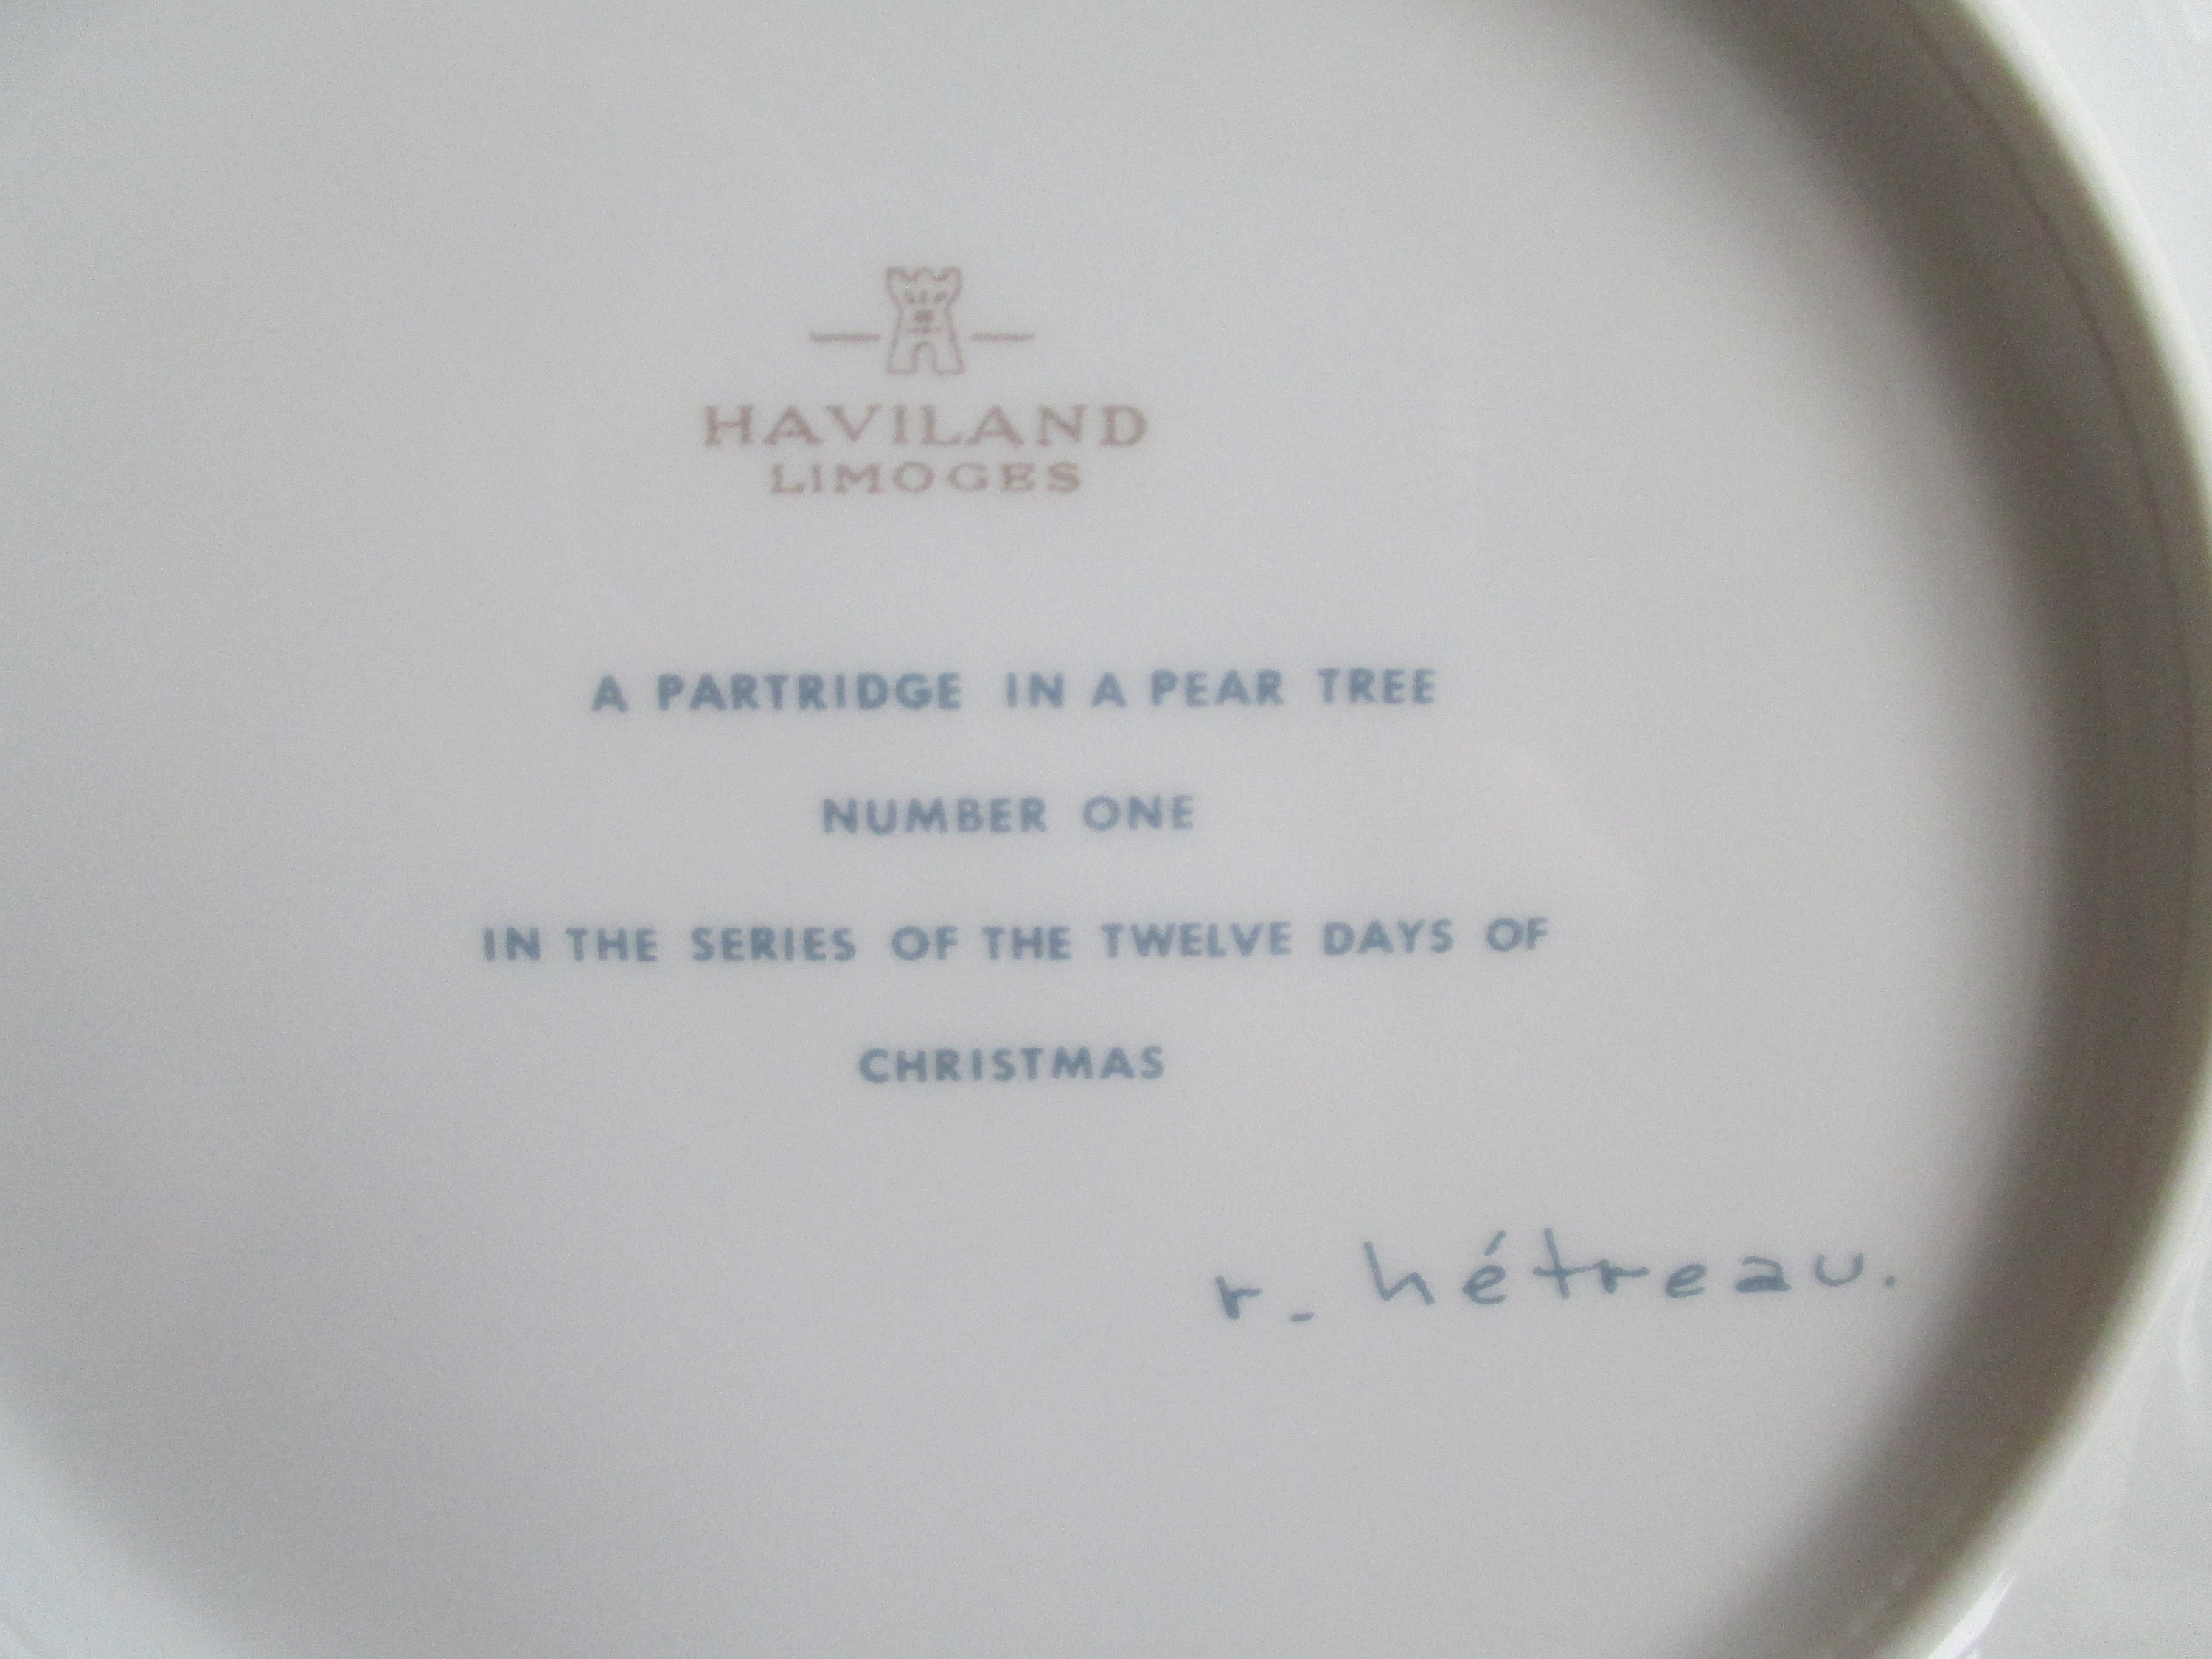 HAVILAND
LIMOGES
A PARTRIDGE IN A PEAR TREE
NUMBER ONE
IN THE SERIES OF THE TWELVE DAYS OF
CHRISTMAS
r. hétreau.